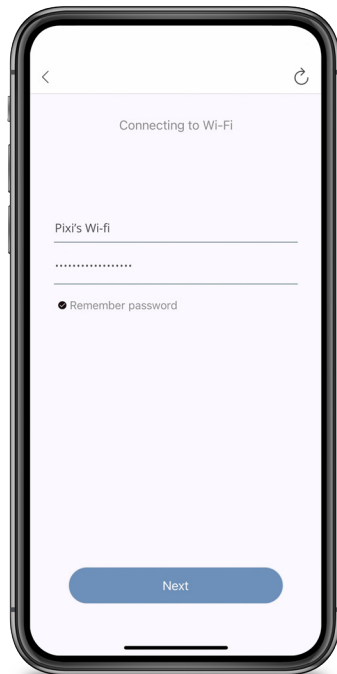 Connecting to Wi-Fi
Pixi's Wi-fi
••••••••••••••••••
Remember password
Next